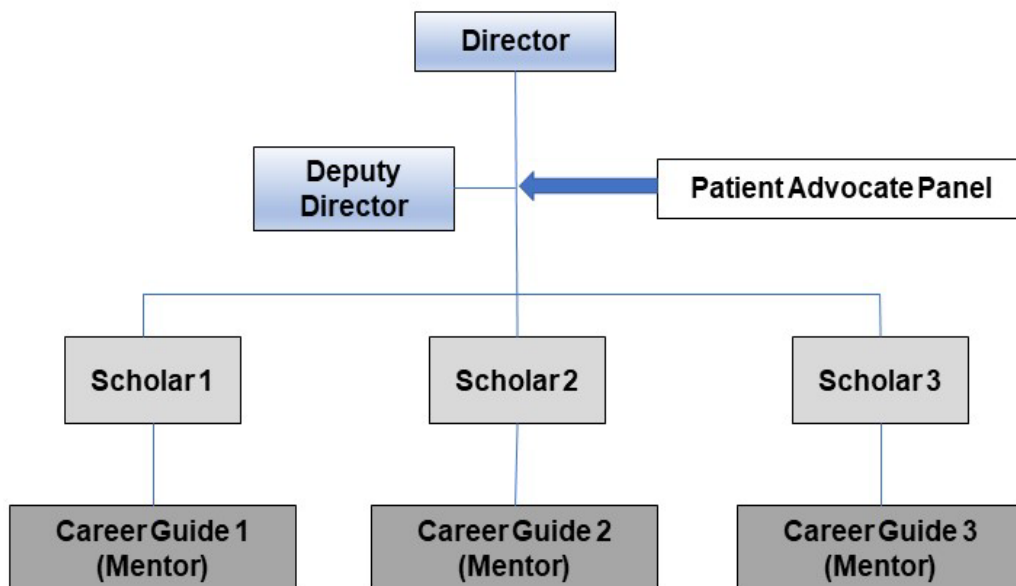 Director
Deputy
Director
Patient Advocate Panel
Scholar 1
Scholar 2
Scholar 3
Career Guide 1
(Mentor)
Career Guide 2
(Mentor)
Career Guide 3
(Mentor)